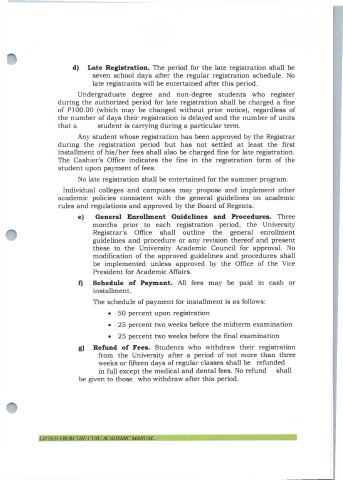 d) Late Registration. The period for the late registration shall be
seven school days after the regular registration schedule. No
late registrants will be entertained after this period.
Undergraduate degree and non-degree students who register
during the authorized period for late registration shall be charged a fine
of P100.00 (which may be changed without prior notice), regardless of
the number of days their registration is delayed and the number of units
that a student is carrying during a particular term.
Any student whose registration has been approved by the Registrar
during the registration period but has not settled at least the first
installment of his/her fees shall also be charged fine for late registration.
The Cashier's Office indicates the fine in the registration form of the
student upon payment of fees.
No late registration shall be entertained for the summer program.
Individual colleges and campuses may propose and implement other
academic policies consistent with the general guidelines on academic
rules and regulations and approved by the Board of Regents.
e) General Enrollment Guidelines and Procedures. Three
months prior to each registration period, the University
Registrar's Office shall outline the general enrollment
guidelines and procedure or any revision thereof and present
these to the University Academic Council for approval. No
modification of the approved guidelines and procedures shall
be implemented unless approved by the Office of the Vice
President for Academic Affairs.
f) Schedule of Payment. All fees may be paid in cash or
installment.
The schedule of payment for installment is as follows:
• 50 percent upon registration
• 25 percent two weeks before the midterm examination
• 25 percent two weeks before the final examination
g) Refund of Fees. Students who withdraw their registration
from the University after a period of not more than three
weeks or fifteen days of regular classes shall be refunded
in full except the medical and dental fees. No refund shall
be given to those who withdraw after this period.
LIFTED FROM THE CVSU ACADEMIC MANUAL